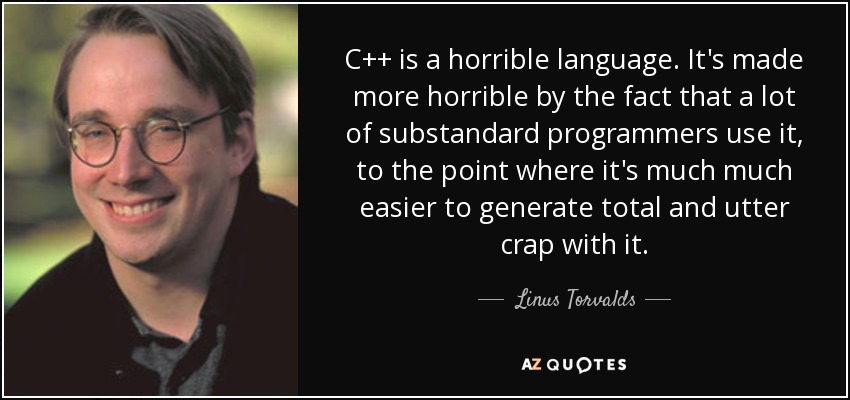 C++ is a horrible language. It's made
more horrible by the fact that a lot
of substandard programmers use it,
to the point where it's much much
easier to generate total and utter
crap with it.
Linus Torvalds
AZ QUOTES